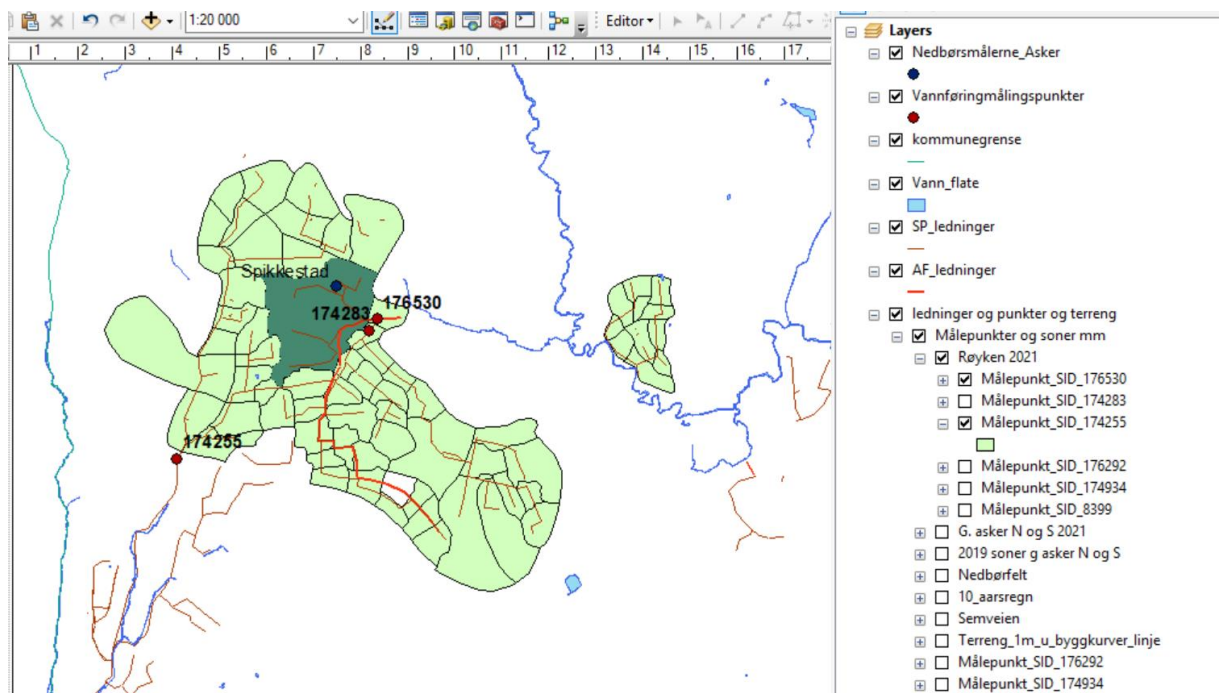 1:20 000
Editor
1 2 3 4 5 6 7 8 9 10 11 12 13 14 15 16 17
Spikkestad
176530
174283
174255
Layers
Nedbørsmålerne_Asker
Vannføringmålingspunkter
kommunegrense
Vann_flate
SP_ledninger
AF_ledninger
ledninger og punkter og terreng
Målepunkter og soner mm
Røyken 2021
Målepunkt_SID_176530
Målepunkt_SID_174283
Målepunkt_SID_174255
Målepunkt_SID_176292
Målepunkt_SID_174934
Målepunkt_SID_8399
G. asker N og S 2021
2019 soner g asker N og S
Nedbørfelt
10_aarsregn
Semveien
Terreng_1m_u_byggkurver_linje
Målepunkt_SID_176292
Målepunkt_SID_174934